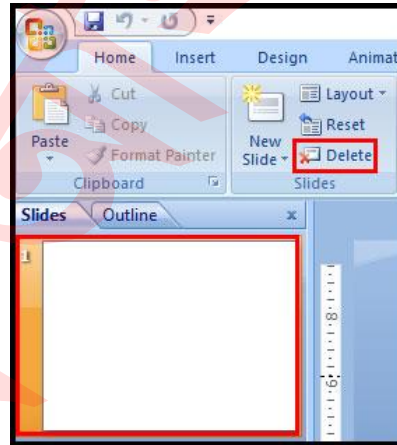 Home Insert Design Animat
Cut
Copy
Format Painter
Paste
Clipboard
New
Slide
Layout
Reset
Delete
Slides
Slides Outline x
1
8
9